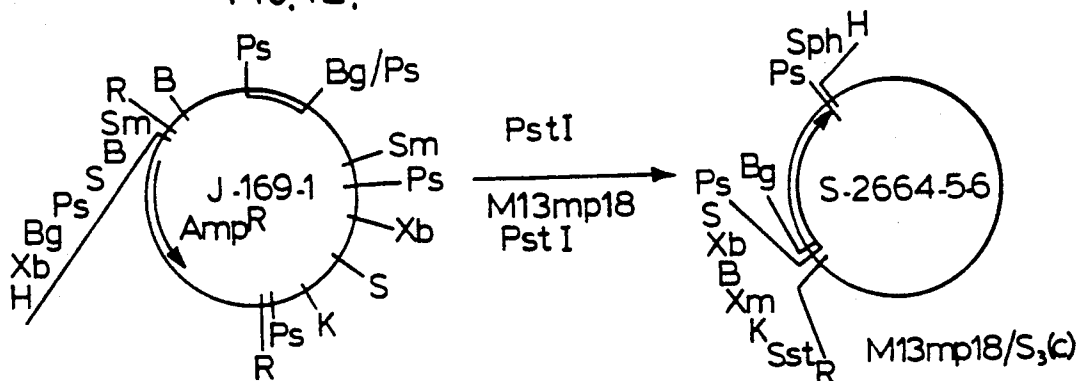 Ps
Bg/Ps
B
R
Sm
B
S
Ps
Bg
Xb
H
Sm
Ps
Xb
S
K
Ps
R
J-169-1
Amp^R
PstI
M13mp18
Pst I
H
Sph
Ps
Bg
Ps
S
Xb
B
Xm
K
Sst
R
S-2664-5-6
M13mp18/S₃(c)